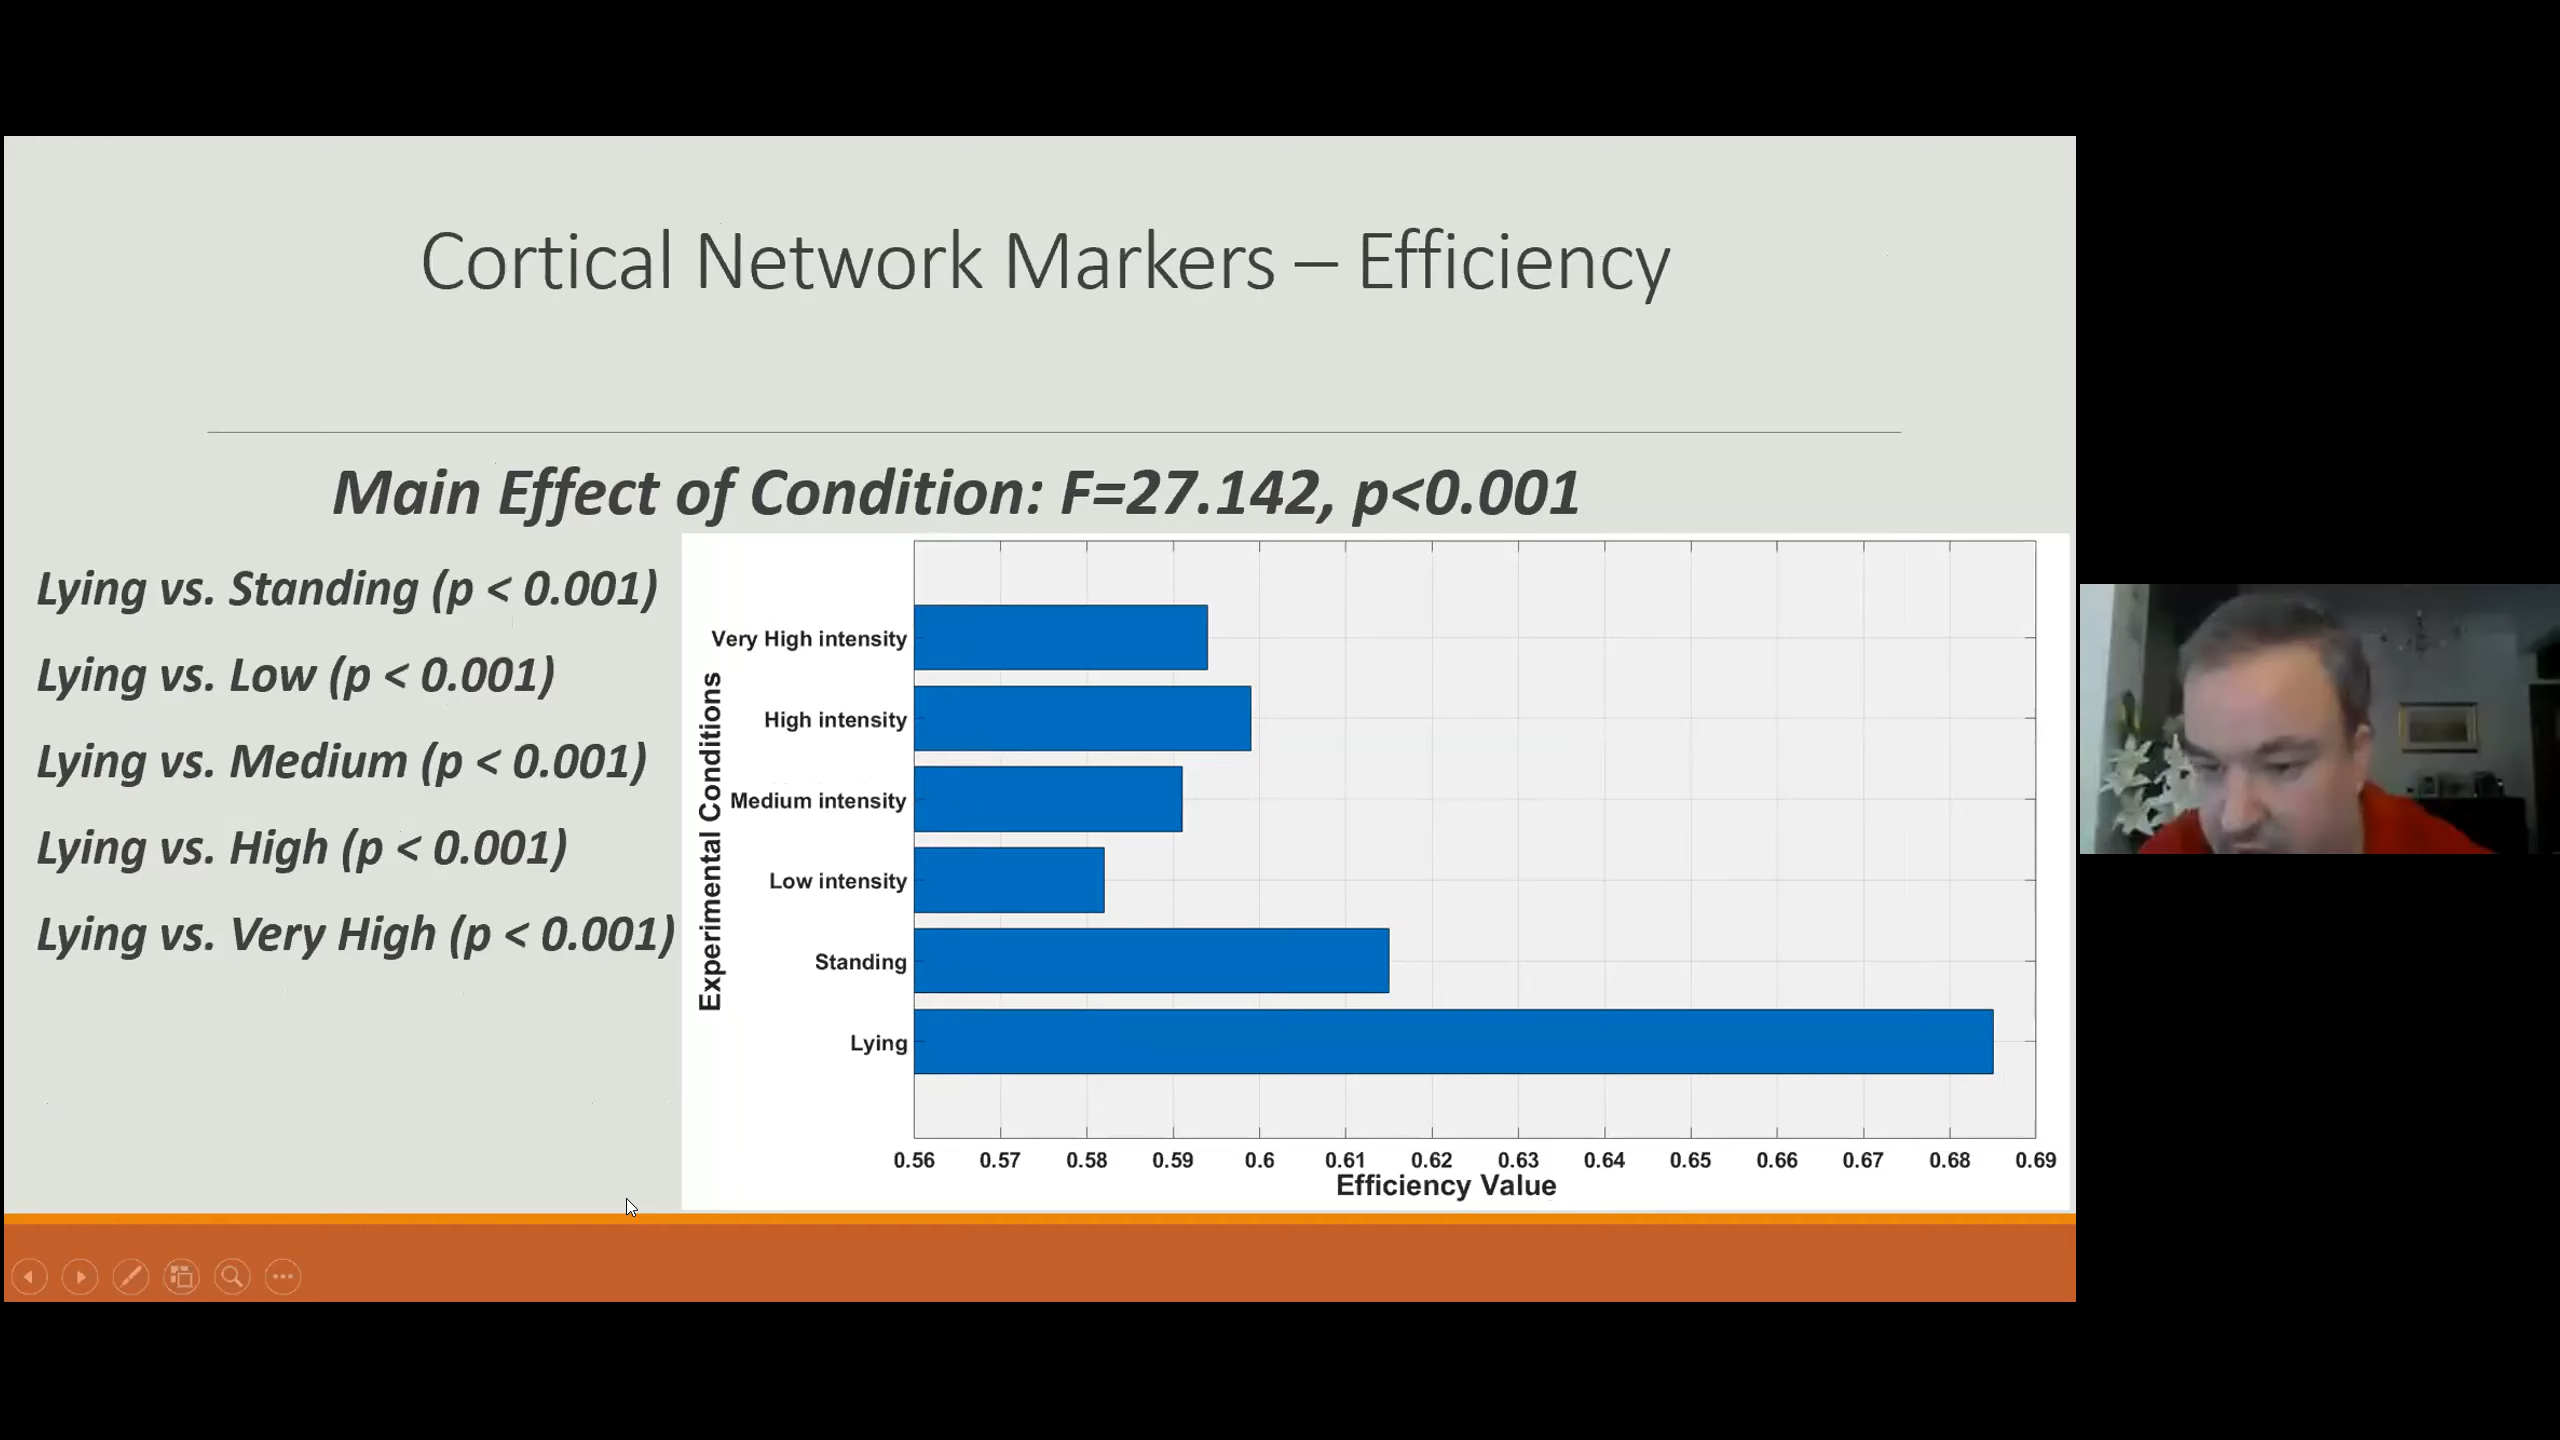 Cortical Network Markers – Efficiency
Main Effect of Condition: F=27.142, p<0.001
Lying vs. Standing (p < 0.001)
Lying vs. Low (p < 0.001)
Lying vs. Medium (p < 0.001)
Lying vs. High (p < 0.001)
Lying vs. Very High (p < 0.001)
Experimental Conditions
Very High intensity
High intensity
Medium intensity
Low intensity
Standing
Lying
0.56 0.57 0.58 0.59 0.6 0.61 0.62 0.63 0.64 0.65 0.66 0.67 0.68 0.69
Efficiency Value